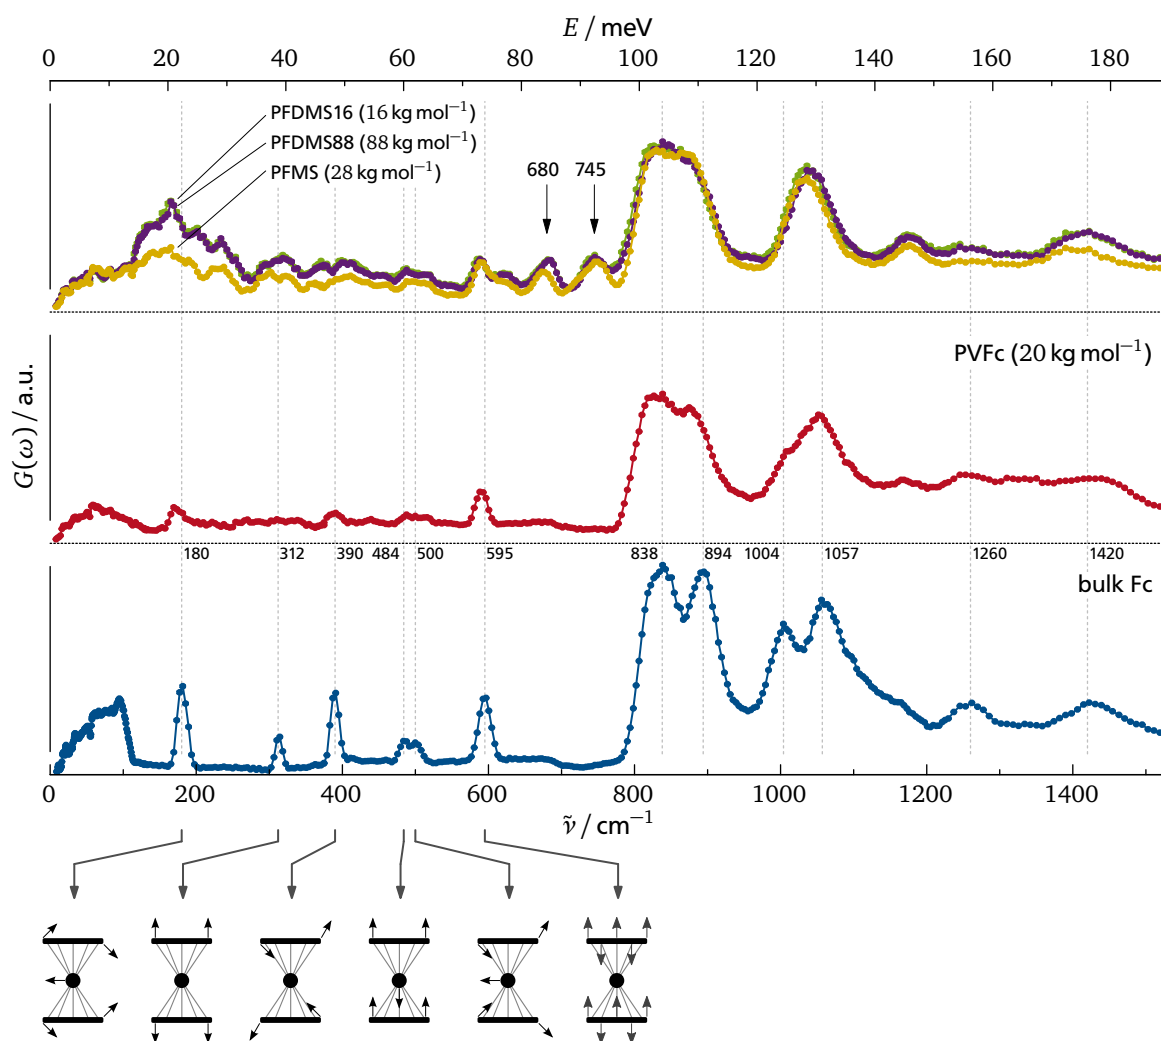 E / meV
0 20 40 60 80 100 120 140 160 180
PFDMS16 (16 kg mol⁻¹)
PFDMS88 (88 kg mol⁻¹)
PFMS (28 kg mol⁻¹)
680 745
PVFc (20 kg mol⁻¹)
G(ω) / a.u.
180 312 390 484 500 595 838 894 1004 1057 1260 1420
bulk Fc
0 200 400 600 800 1000 1200 1400
ṽ / cm⁻¹